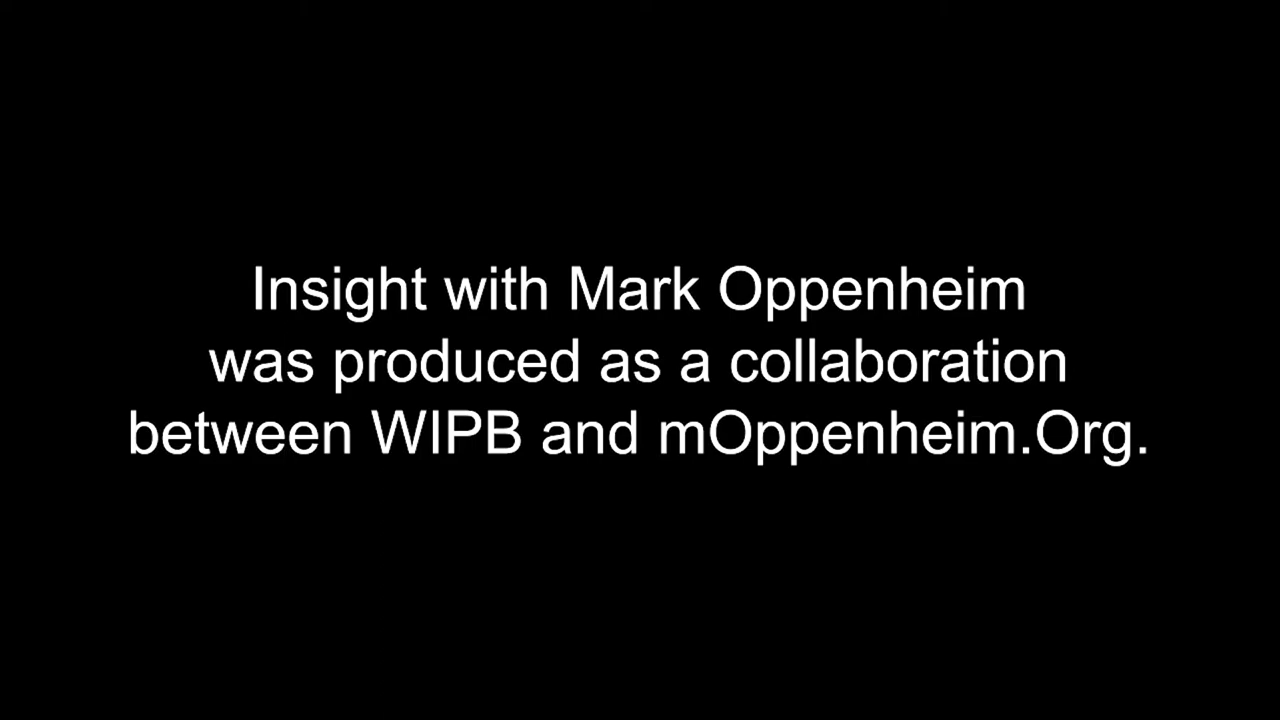 Insight with Mark Oppenheim
was produced as a collaboration
between WIPB and mOppenheim.Org.